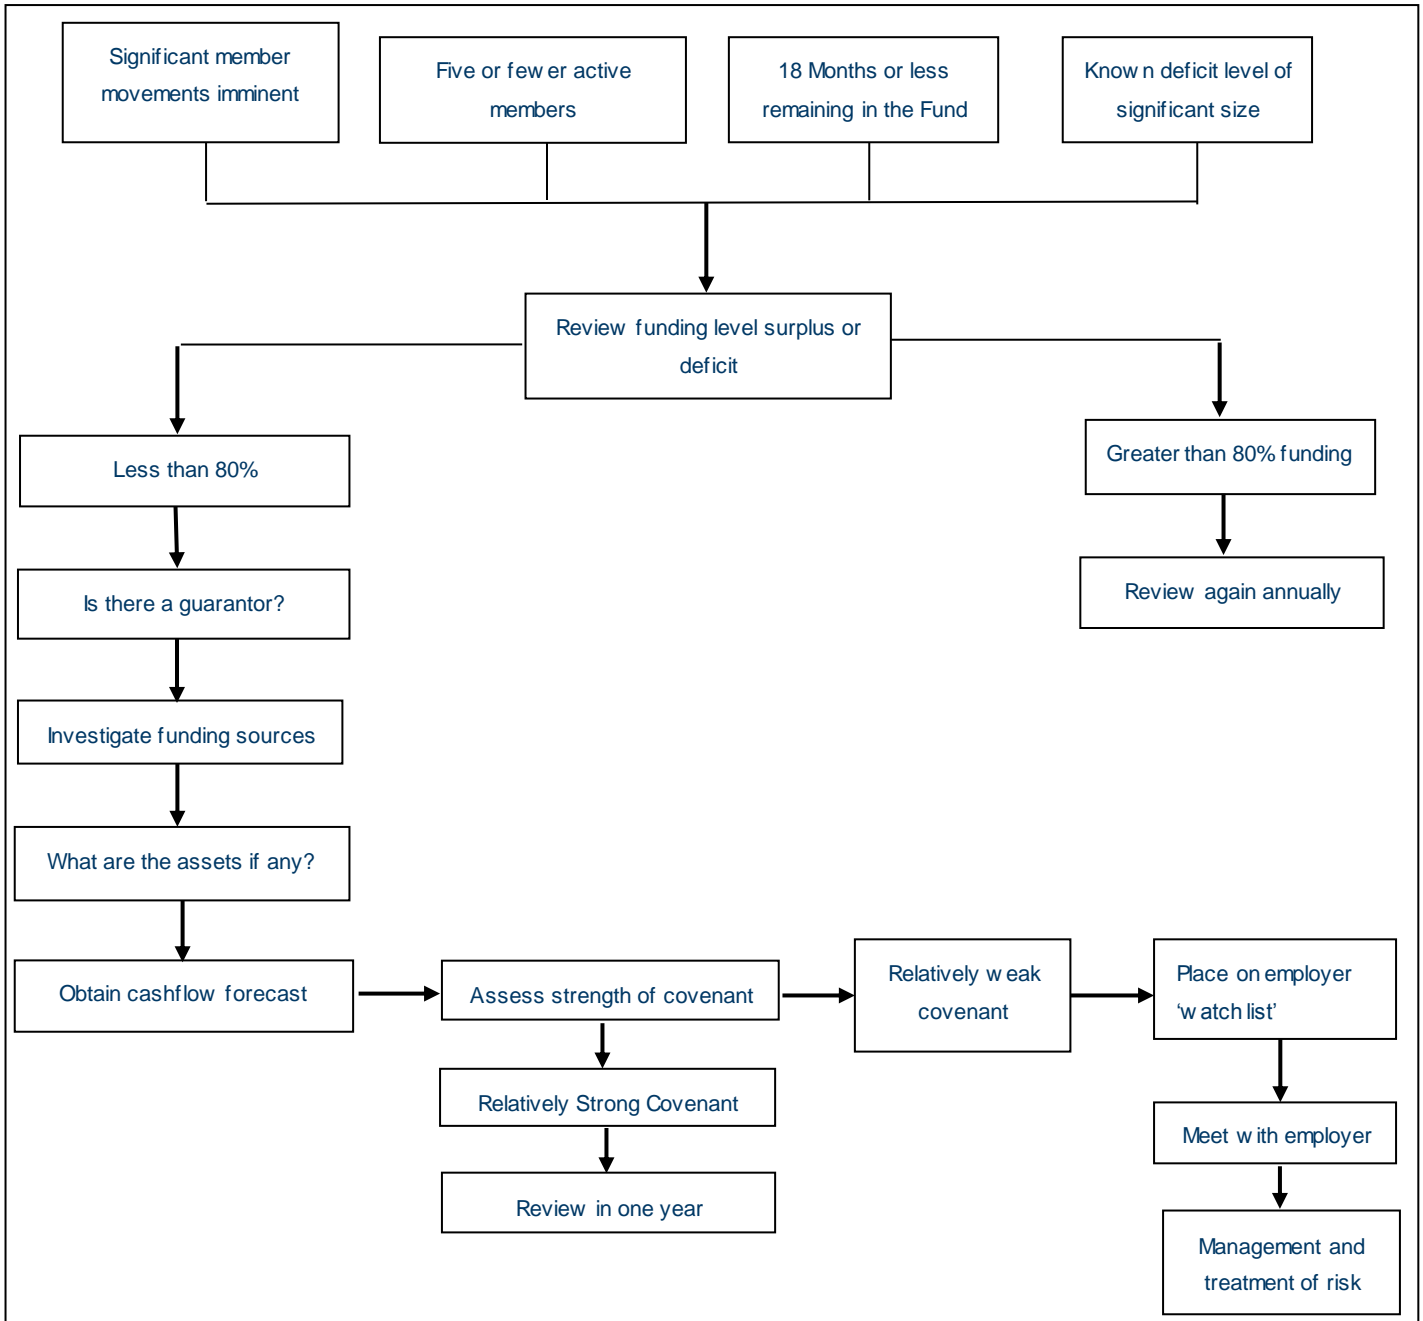 Significant member
movements imminent
Five or fewer active
members
18 Months or less
remaining in the Fund
Known deficit level of
significant size
Review funding level surplus or
deficit
Less than 80%
Greater than 80% funding
Is there a guarantor?
Review again annually
Investigate funding sources
What are the assets if any?
Obtain cashflow forecast
Assess strength of covenant
Relatively weak
covenant
Place on employer
‘watch list’
Relatively Strong Covenant
Meet with employer
Review in one year
Management and
treatment of risk